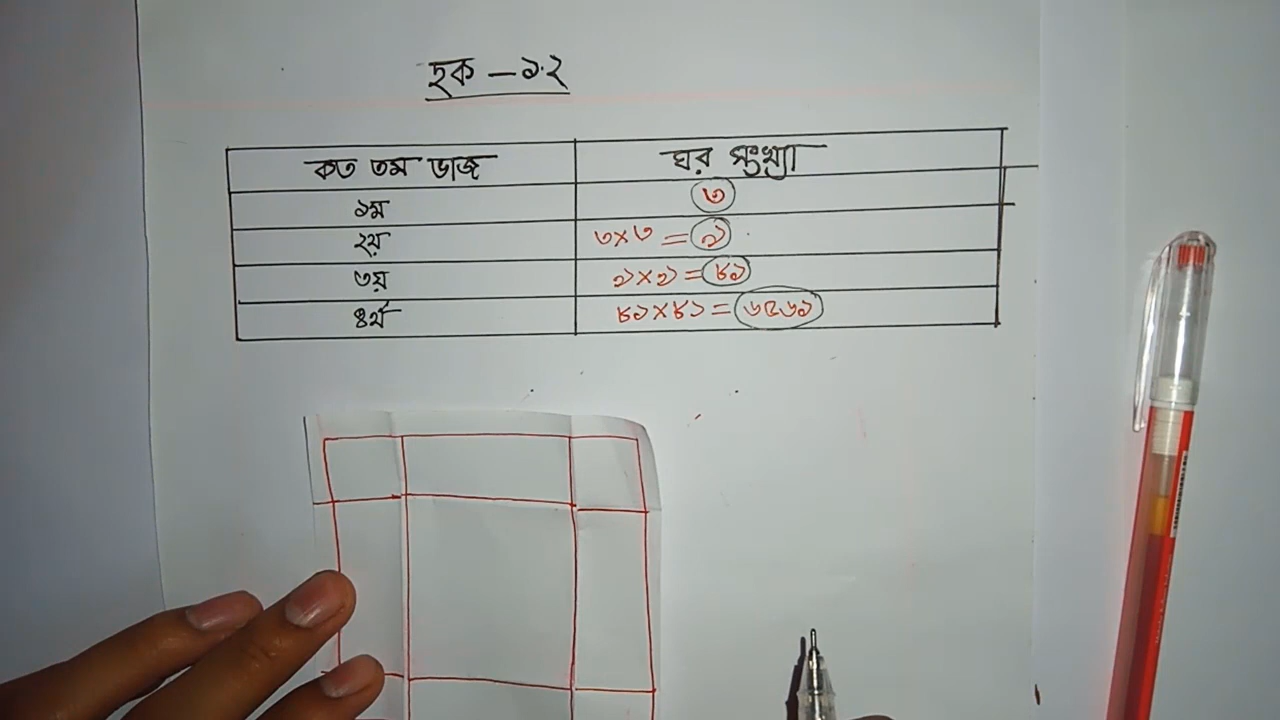 ছক - ১.২
কত তম ভাজ ঘর সংখ্যা
১ম ৩
২য় ৩×৩ = ৯
৩য় ৯×৯ = ৮১
৪র্থ ৮১×৮১ = ৬৫৬১